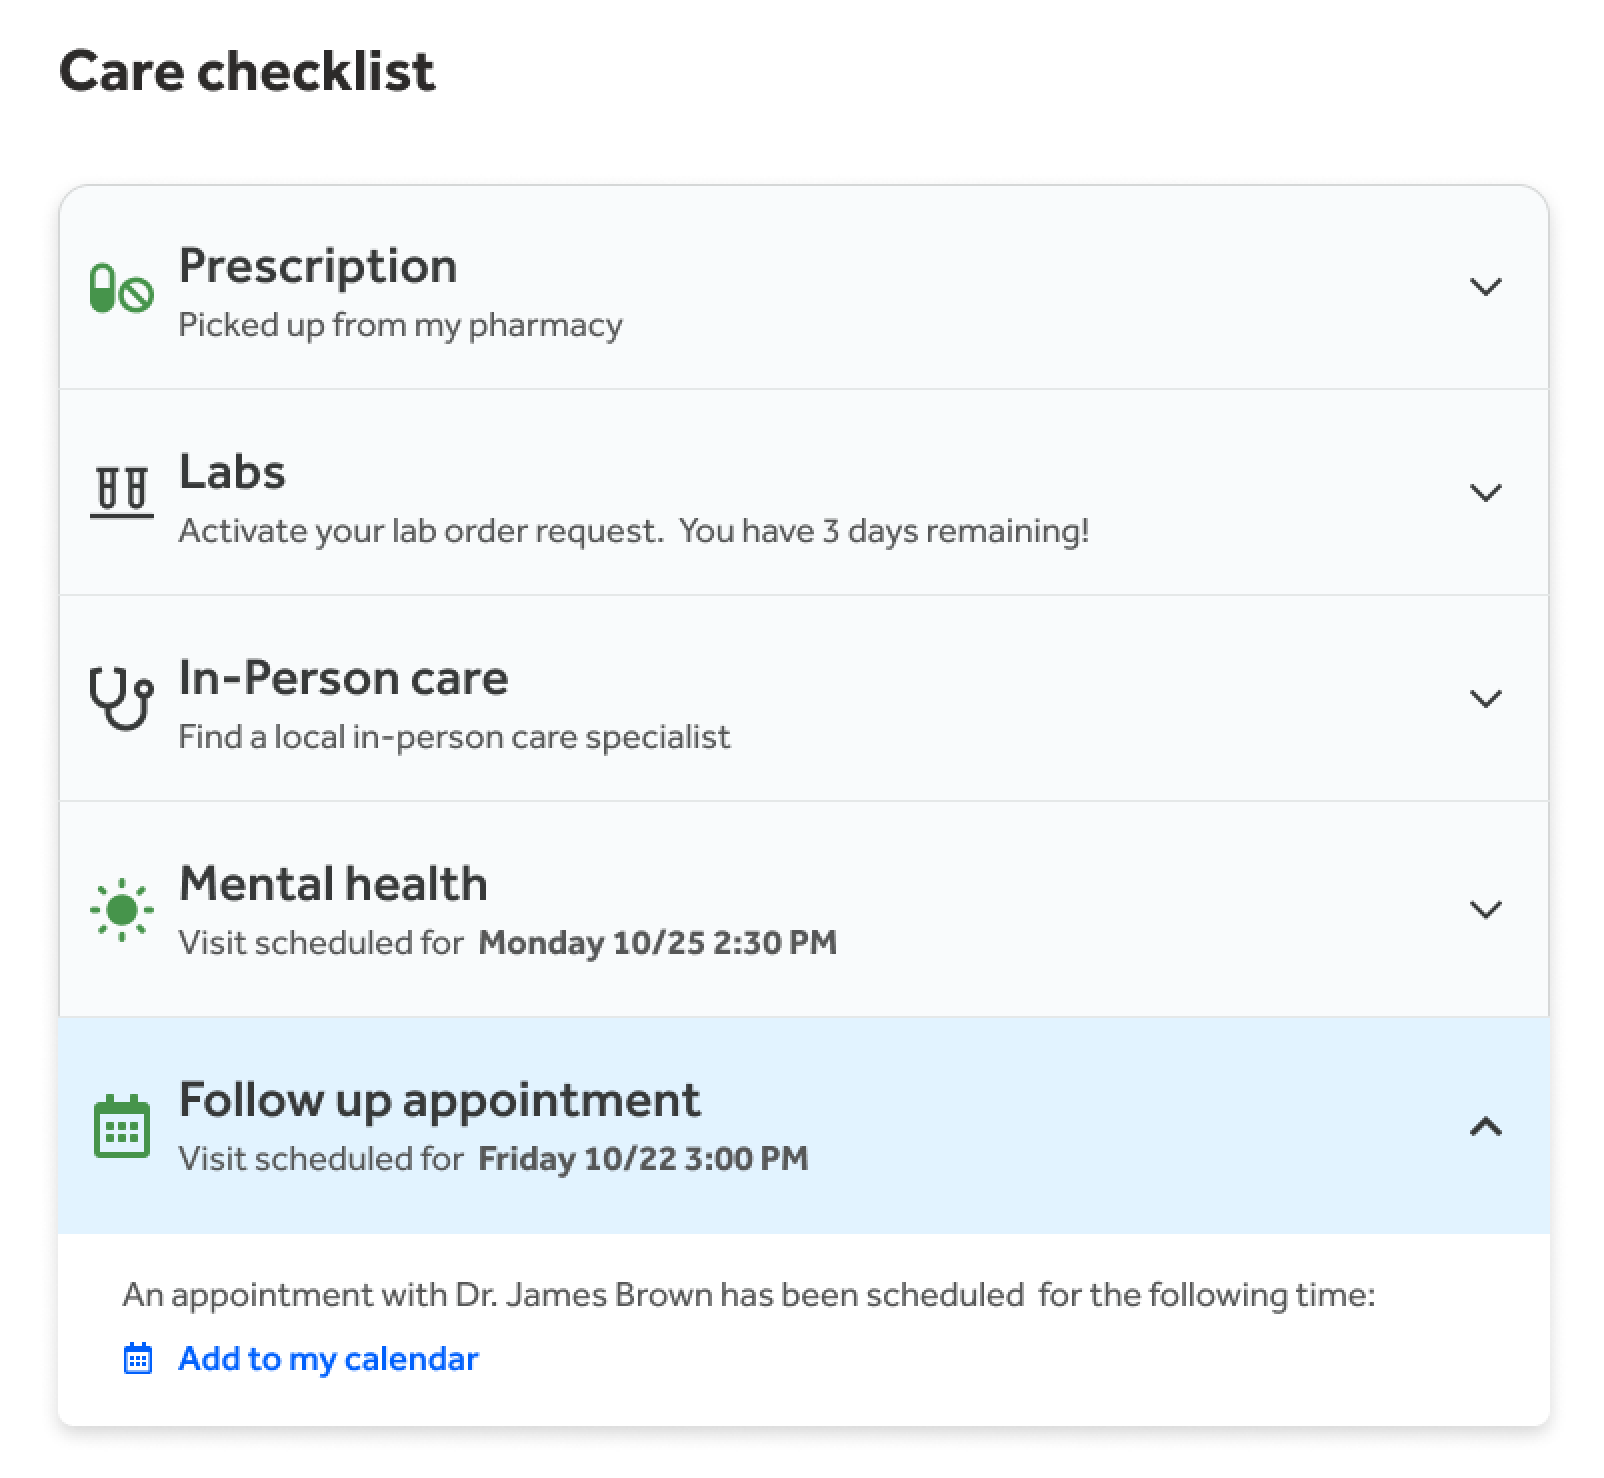 Care checklist
Prescription
Picked up from my pharmacy
Labs
Activate your lab order request.  You have 3 days remaining!
In-Person care
Find a local in-person care specialist
Mental health
Visit scheduled for  Monday 10/25 2:30 PM
Follow up appointment
Visit scheduled for  Friday 10/22 3:00 PM
An appointment with Dr. James Brown has been scheduled  for the following time:
Add to my calendar